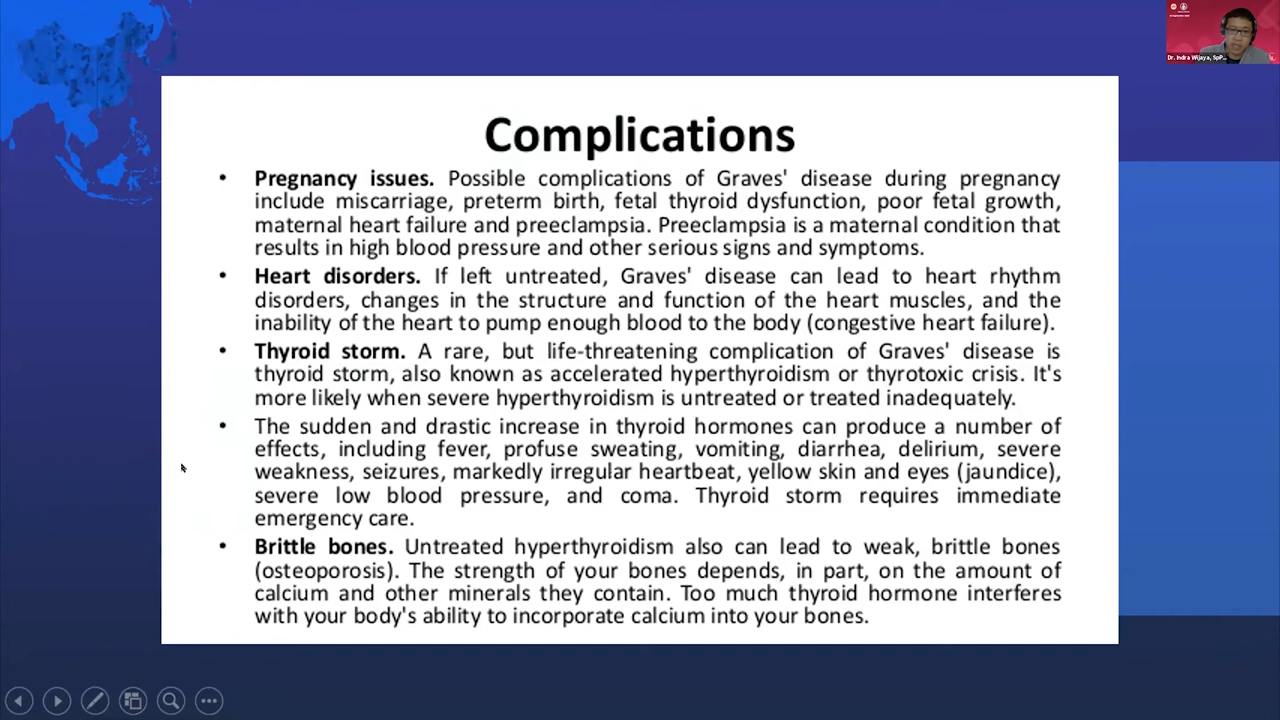 Dr. Indra Wijaya, SpP...
Complications
• Pregnancy issues. Possible complications of Graves' disease during pregnancy
include miscarriage, preterm birth, fetal thyroid dysfunction, poor fetal growth,
maternal heart failure and preeclampsia. Preeclampsia is a maternal condition that
results in high blood pressure and other serious signs and symptoms.
• Heart disorders. If left untreated, Graves' disease can lead to heart rhythm
disorders, changes in the structure and function of the heart muscles, and the
inability of the heart to pump enough blood to the body (congestive heart failure).
• Thyroid storm. A rare, but life-threatening complication of Graves' disease is
thyroid storm, also known as accelerated hyperthyroidism or thyrotoxic crisis. It's
more likely when severe hyperthyroidism is untreated or treated inadequately.
• The sudden and drastic increase in thyroid hormones can produce a number of
effects, including fever, profuse sweating, vomiting, diarrhea, delirium, severe
weakness, seizures, markedly irregular heartbeat, yellow skin and eyes (jaundice),
severe low blood pressure, and coma. Thyroid storm requires immediate
emergency care.
• Brittle bones. Untreated hyperthyroidism also can lead to weak, brittle bones
(osteoporosis). The strength of your bones depends, in part, on the amount of
calcium and other minerals they contain. Too much thyroid hormone interferes
with your body's ability to incorporate calcium into your bones.